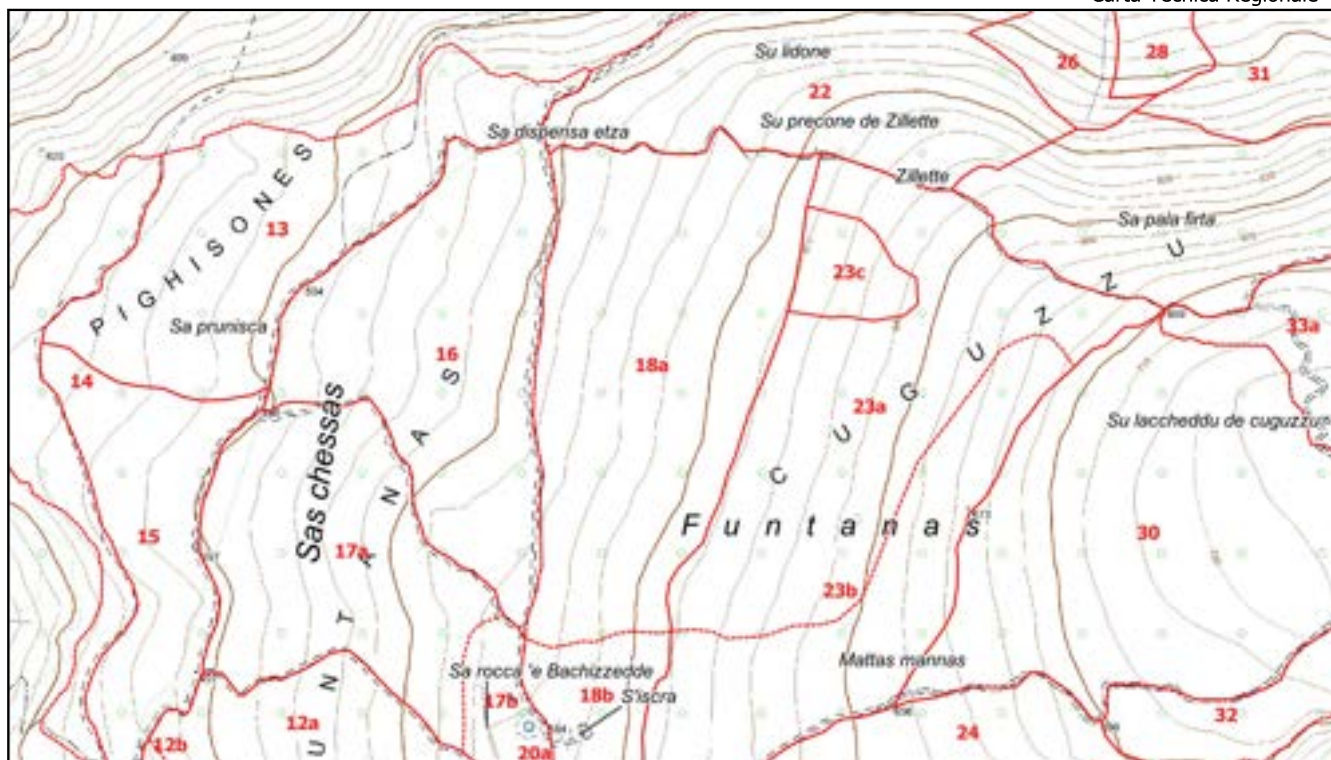 Carta Tecnica Regionale
26
28
31
Su lidone
22
Su precone de Zillette
Sa dispensa etza
Zillette
PIGHISONES
13
Sa pala firta
23c
CUGUZZU
Sa prunisca
16
18a
33a
14
23a
Su laccheddu de cuguzzu
Sas chessas
Funtanas
15
17a
30
UNTANAS
23b
Mattas mannas
Sa rocca 'e Bachizzedde
17b
18b
S'iscra
12a
12b
20a
24
32